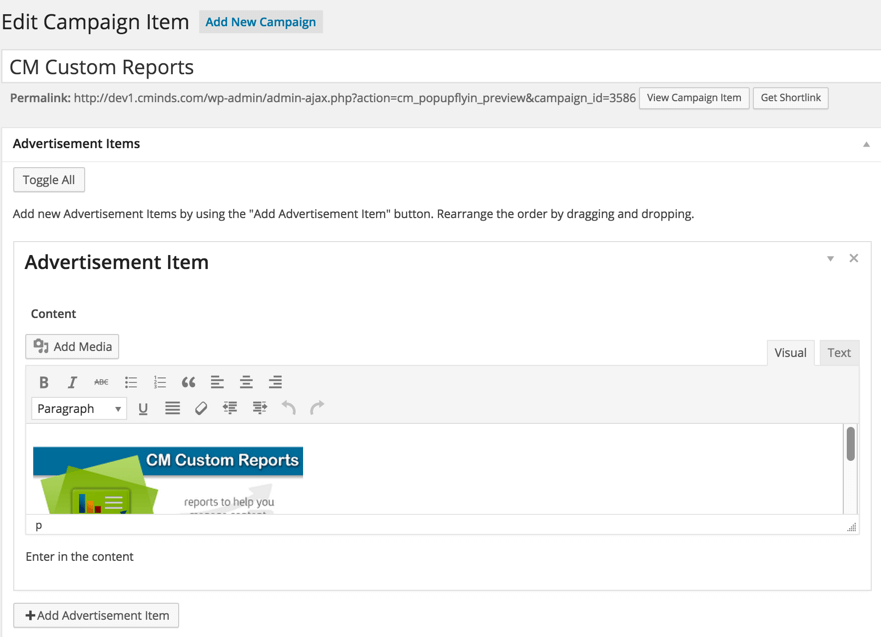 Edit Campaign Item Add New Campaign
CM Custom Reports
Permalink: http://dev1.cminds.com/wp-admin/admin-ajax.php?action=cm_popupflyin_preview&campaign_id=3586 View Campaign Item Get Shortlink
Advertisement Items
Toggle All
Add new Advertisement Items by using the "Add Advertisement Item" button. Rearrange the order by dragging and dropping.
Advertisement Item
Content
Add Media
Visual Text
B I ABC
Paragraph U
CM Custom Reports
reports to help you
manage content
p
Enter in the content
+Add Advertisement Item